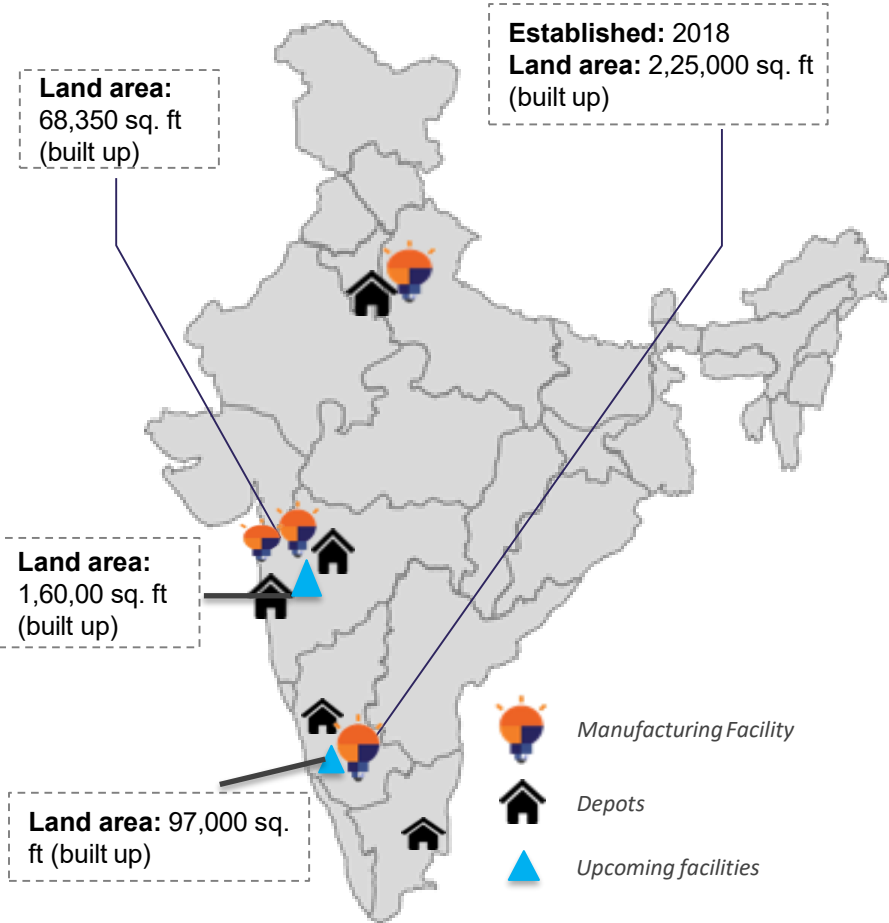 Established: 2018
Land area: 2,25,000 sq. ft
(built up)
Land area:
68,350 sq. ft
(built up)
Land area:
1,60,00 sq. ft
(built up)
Manufacturing Facility
Depots
Land area: 97,000 sq.
ft (built up)
Upcoming facilities